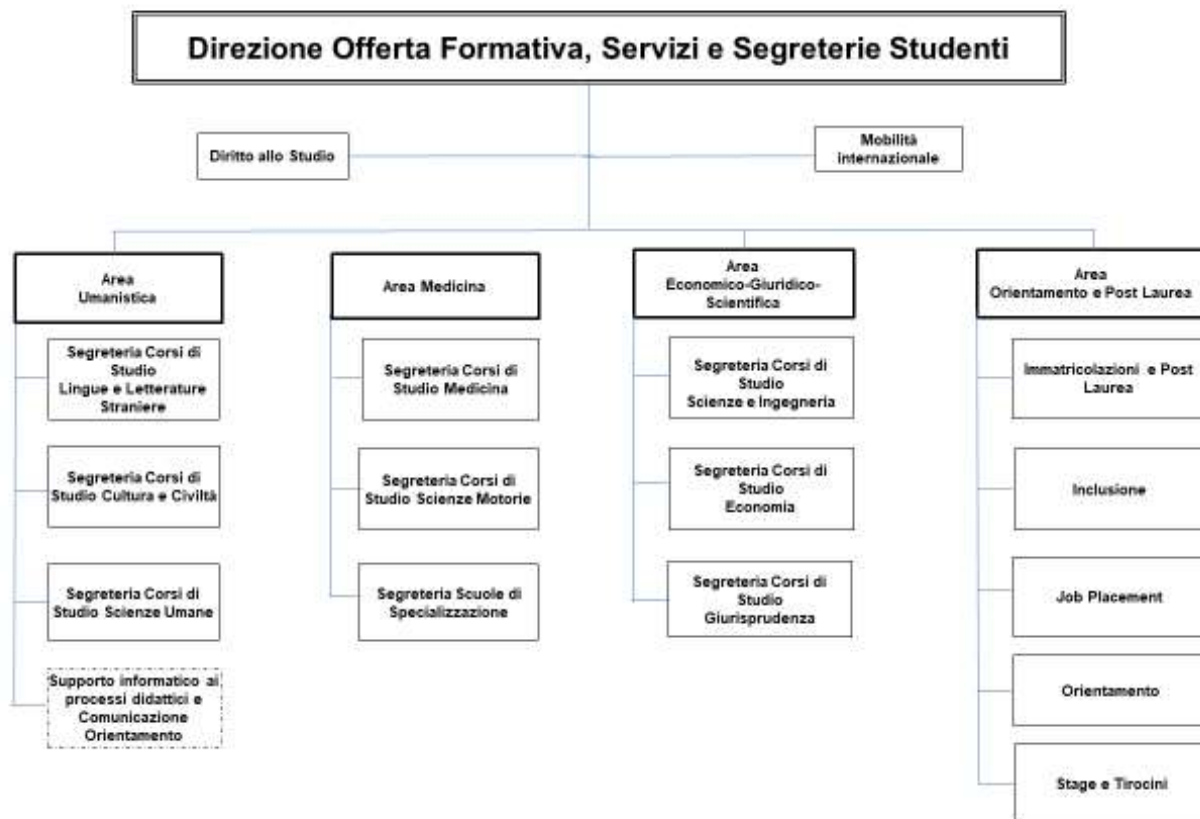 Direzione Offerta Formativa, Servizi e Segreterie Studenti
Diritto allo Studio
Mobilità
internazionale
Area
Umanistica
Segreteria Corsi di
Studio
Lingue e Letterature
Straniere
Segreteria Corsi di
Studio Cultura e Civiltà
Segreteria Corsi di
Studio Scienze Umane
Supporto informatico ai
processi didattici e
Comunicazione
Orientamento
Area Medicina
Segreteria Corsi di
Studio Medicina
Segreteria Corsi di
Studio Scienze Motorie
Segreteria Scuole di
Specializzazione
Area
Economico-Giuridico-
Scientifica
Segreteria Corsi di
Studio
Scienze e Ingegneria
Segreteria Corsi di
Studio
Economia
Segreteria Corsi di
Studio
Giurisprudenza
Area
Orientamento e Post Laurea
Immatricolazioni e Post
Laurea
Inclusione
Job Placement
Orientamento
Stage e Tirocini